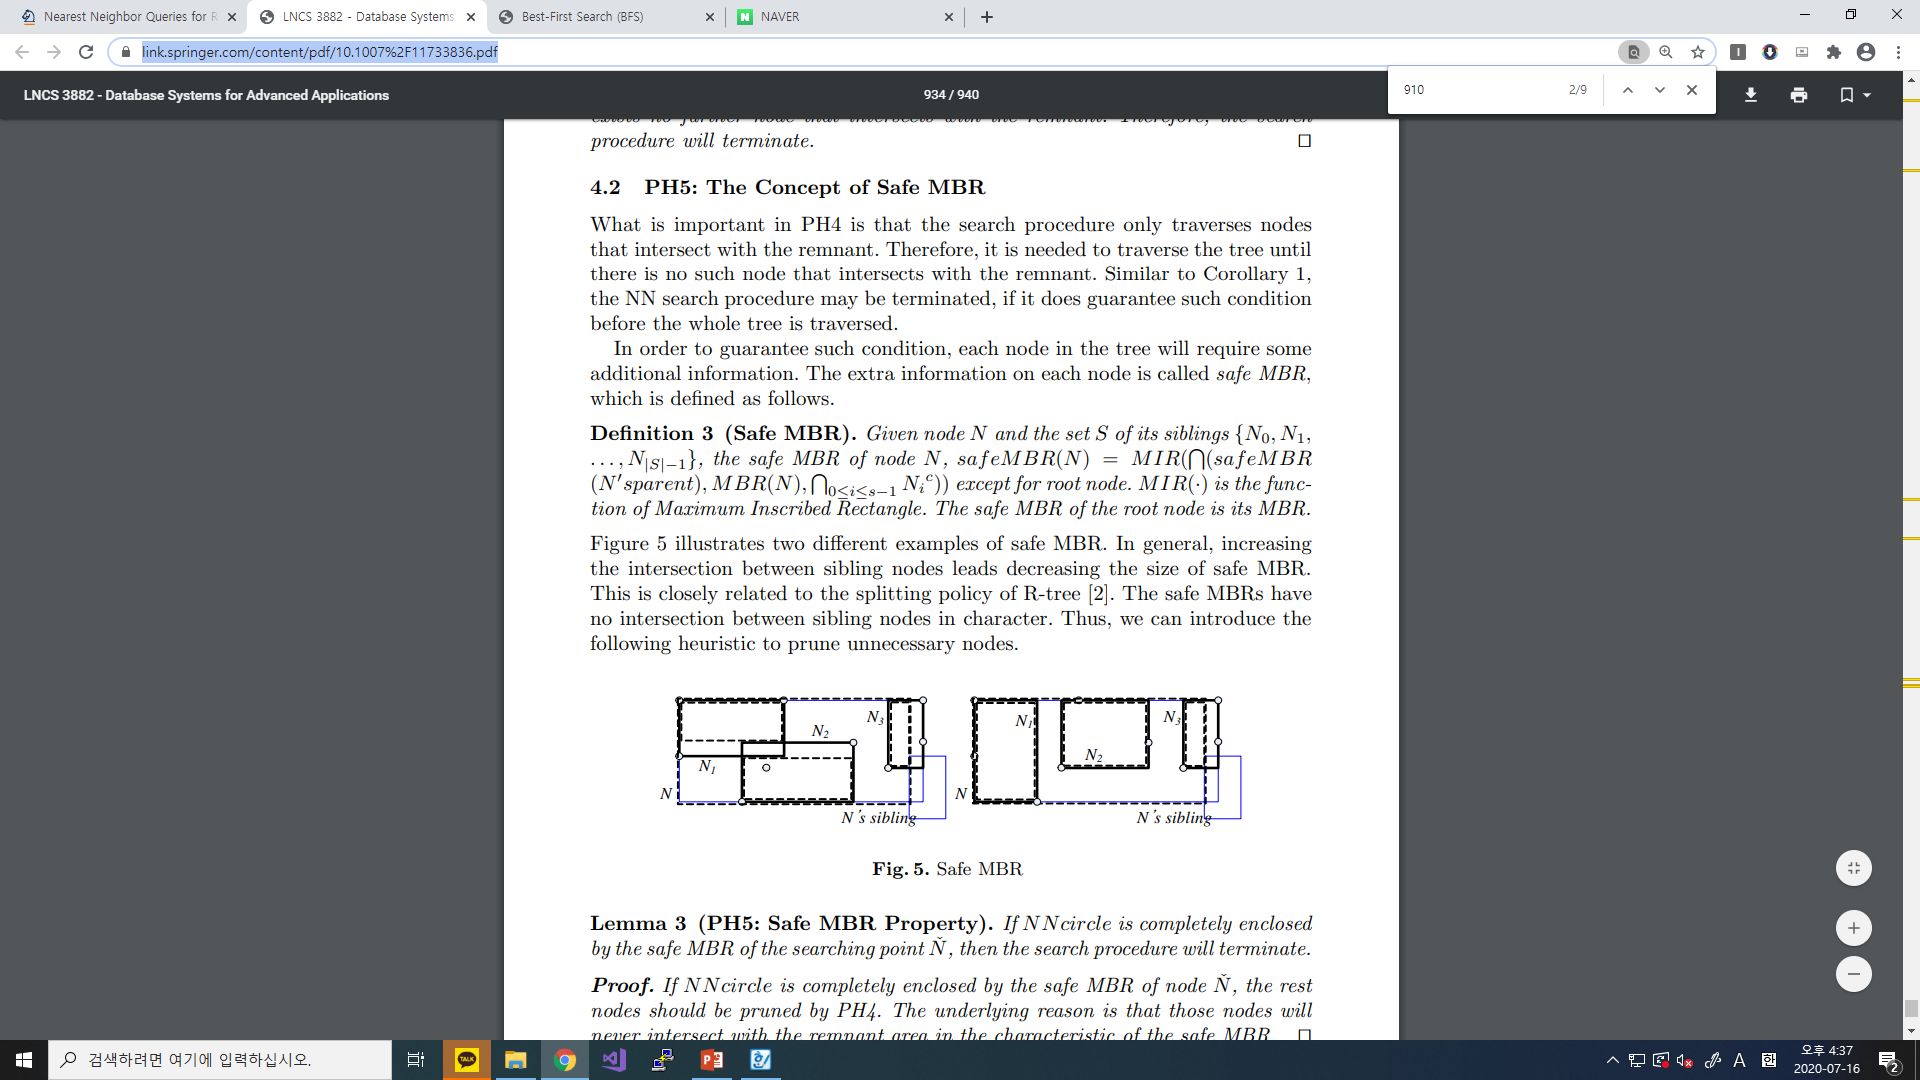 Nearest Neighbor Queries for R
LNCS 3882 - Database Systems
Best-First Search (BFS)
NAVER
link.springer.com/content/pdf/10.1007%2F11733836.pdf
LNCS 3882 - Database Systems for Advanced Applications
934 / 940
910
2/9
procedure will terminate. □
4.2 PH5: The Concept of Safe MBR
What is important in PH4 is that the search procedure only traverses nodes
that intersect with the remnant. Therefore, it is needed to traverse the tree until
there is no such node that intersects with the remnant. Similar to Corollary 1,
the NN search procedure may be terminated, if it does guarantee such condition
before the whole tree is traversed.
In order to guarantee such condition, each node in the tree will require some
additional information. The extra information on each node is called safe MBR,
which is defined as follows.
Definition 3 (Safe MBR). Given node N and the set S of its siblings {N₀, N₁,
..., N|S|−1}, the safe MBR of node N, safeMBR(N) = MIR(⋂(safeMBR
(N′sparent), MBR(N), ⋂0≤i≤s−1 Nᵢᶜ)) except for root node. MIR(·) is the func-
tion of Maximum Inscribed Rectangle. The safe MBR of the root node is its MBR.
Figure 5 illustrates two different examples of safe MBR. In general, increasing
the intersection between sibling nodes leads decreasing the size of safe MBR.
This is closely related to the splitting policy of R-tree [2]. The safe MBRs have
no intersection between sibling nodes in character. Thus, we can introduce the
following heuristic to prune unnecessary nodes.
N₃ N₁ N₃
N₂
N₂
N₁
N N
N's sibling N's sibling
Fig. 5. Safe MBR
Lemma 3 (PH5: Safe MBR Property). If NNcircle is completely enclosed
by the safe MBR of the searching point Ň, then the search procedure will terminate.
Proof. If NNcircle is completely enclosed by the safe MBR of node Ň, the rest
nodes should be pruned by PH4. The underlying reason is that those nodes will
never intersect with the remnant area in the characteristic of the safe MBR. □
검색하려면 여기에 입력하십시오.
TALK
A
오후 4:37
2020-07-16
2